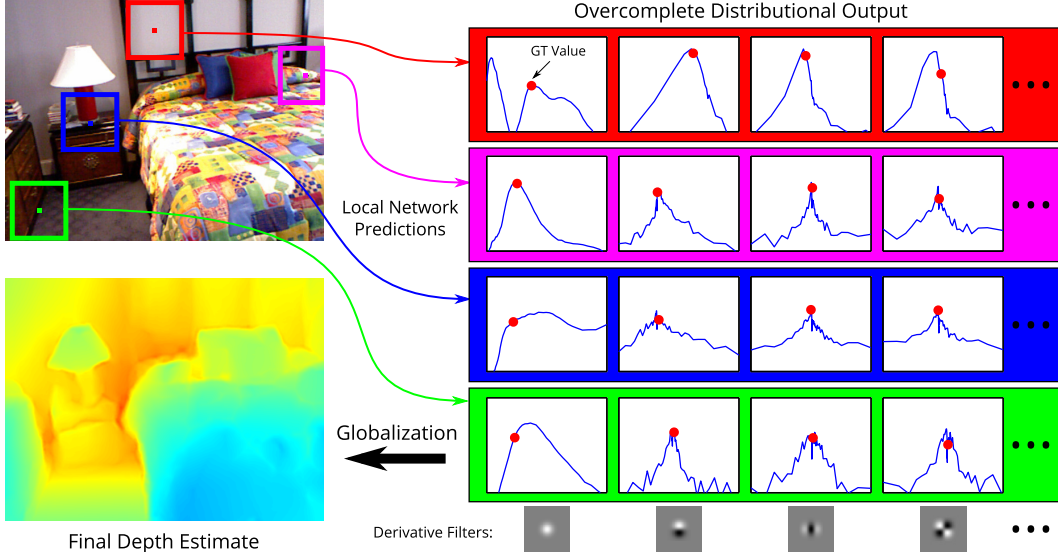 Overcomplete Distributional Output
GT Value
Local Network
Predictions
Globalization
Derivative Filters:
Final Depth Estimate